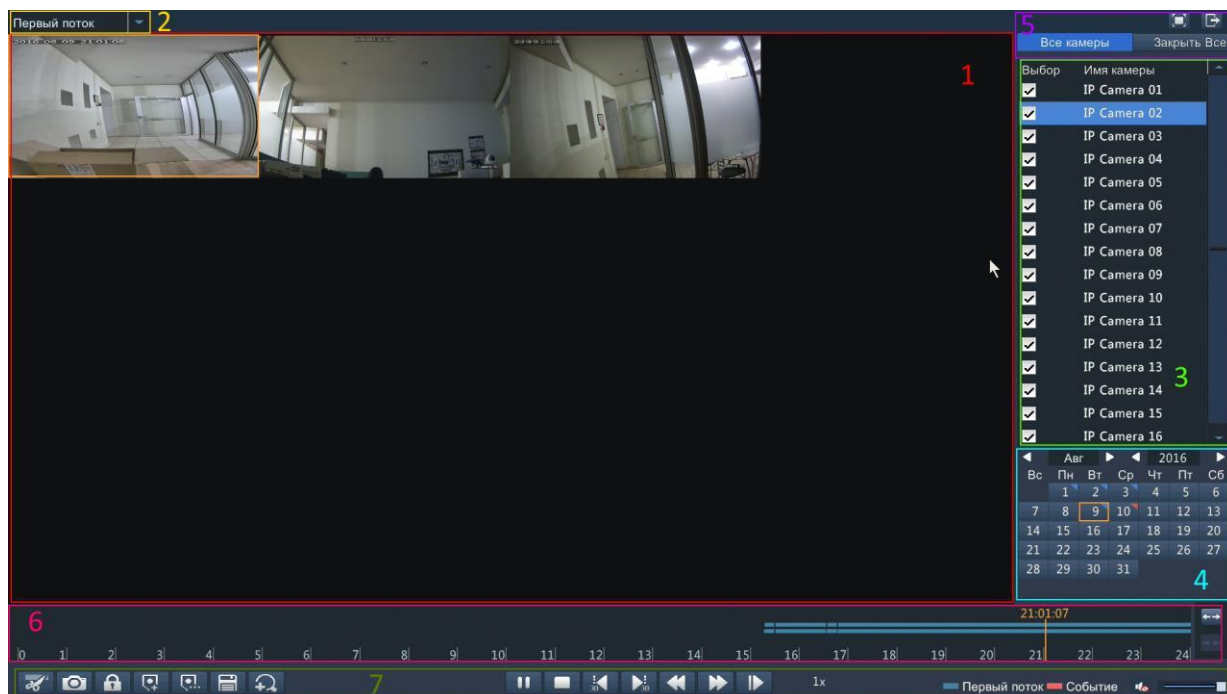 Первый поток
2
5
Все камеры
Закрыть Все
1
Выбор
Имя камеры
IP Camera 01
IP Camera 02
IP Camera 03
IP Camera 04
IP Camera 05
IP Camera 06
IP Camera 07
IP Camera 08
IP Camera 09
IP Camera 10
IP Camera 11
IP Camera 12
IP Camera 13
3
IP Camera 14
IP Camera 15
IP Camera 16
Авг
2016
Вс Пн Вт Ср Чт Пт Сб
1 2 3 4 5 6
7 8 9 10 11 12 13
14 15 16 17 18 19 20
21 22 23 24 25 26 27
28 29 30 31
4
6
21:01:07
0 1 2 3 4 5 6 7 8 9 10 11 12 13 14 15 16 17 18 19 20 21 22 23 24
7
30
30
1x
Первый поток
Событие